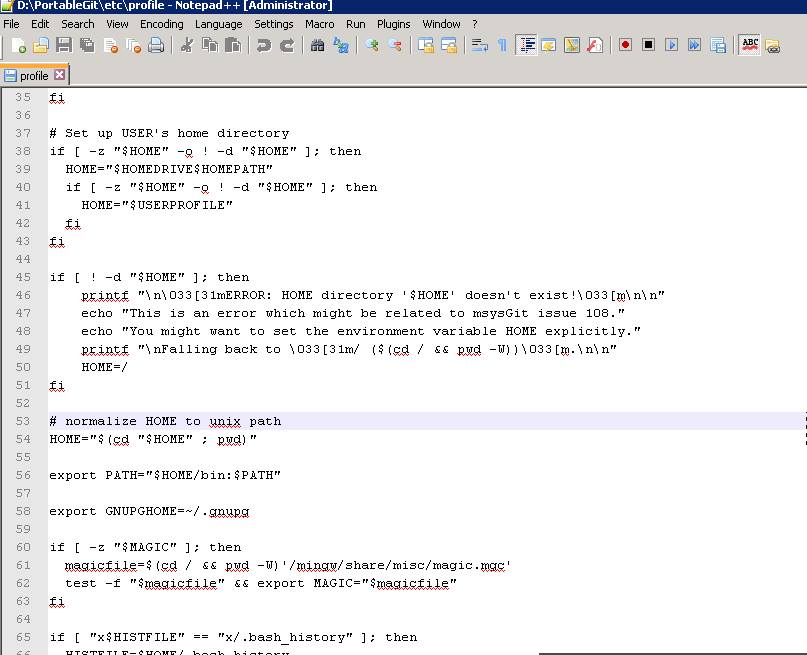 D:\PortableGit\etc\profile - Notepad++ [Administrator]
File Edit Search View Encoding Language Settings Macro Run Plugins Window ?
ABC
profile
35 fi
36
37 # Set up USER's home directory
38 if [ -z "$HOME" -o ! -d "$HOME" ]; then
39   HOME="$HOMEDRIVE$HOMEPATH"
40   if [ -z "$HOME" -o ! -d "$HOME" ]; then
41     HOME="$USERPROFILE"
42   fi
43 fi
44
45 if [ ! -d "$HOME" ]; then
46     printf "\n\033[31mERROR: HOME directory '$HOME' doesn't exist!\033[m\n\n"
47     echo "This is an error which might be related to msysGit issue 108."
48     echo "You might want to set the environment variable HOME explicitly."
49     printf "\nFalling back to \033[31m/ ($(cd / && pwd -W))\033[m.\n\n"
50     HOME=/
51 fi
52
53 # normalize HOME to unix path
54 HOME="$(cd "$HOME" ; pwd)"
55
56 export PATH="$HOME/bin:$PATH"
57
58 export GNUPGHOME=~/.gnupg
59
60 if [ -z "$MAGIC" ]; then
61   magicfile=$(cd / && pwd -W)'/mingw/share/misc/magic.mgc'
62   test -f "$magicfile" && export MAGIC="$magicfile"
63 fi
64
65 if [ "x$HISTFILE" == "x/.bash_history" ]; then
66   HISTFILE=$HOME/.bash_history